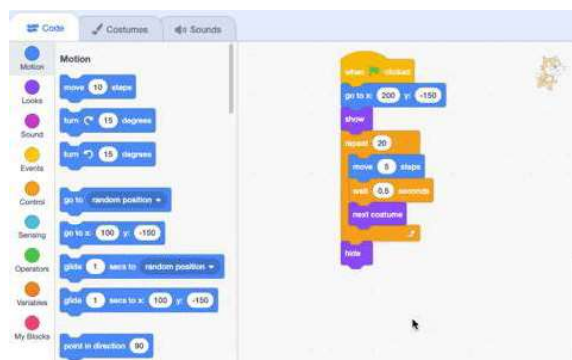 Code
Costumes
Sounds
Motion
Looks
Sound
Events
Control
Sensing
Operators
Variables
My Blocks
Motion
move 10 steps
turn 15 degrees
turn 15 degrees
go to random position
go to x: 100 y: -150
glide 1 secs to random position
glide 1 secs to x: 100 y: -150
point in direction 90
when clicked
go to x: 200 y: -150
show
repeat 20
move 5 steps
wait 0.5 seconds
next costume
hide